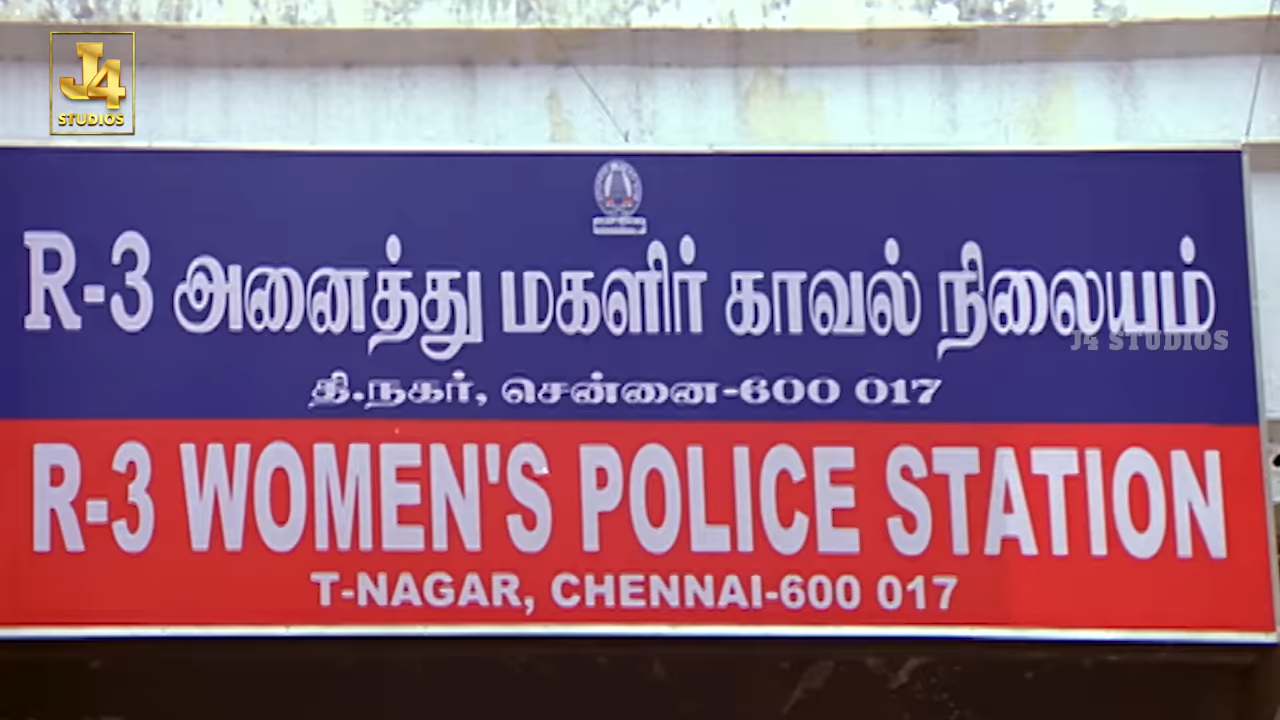 J4
STUDIOS
R-3 அனைத்து மகளிர் காவல் நிலையம்
J4 STUDIOS
தி.நகர், சென்னை-600 017
R-3 WOMEN'S POLICE STATION
T-NAGAR, CHENNAI-600 017